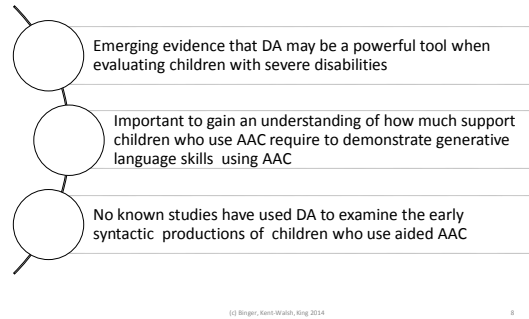 Emerging evidence that DA may be a powerful tool when
evaluating children with severe disabilities
Important to gain an understanding of how much support
children who use AAC require to demonstrate generative
language skills using AAC
No known studies have used DA to examine the early
syntactic productions of children who use aided AAC
(c) Binger, Kent-Walsh, King 2014
8